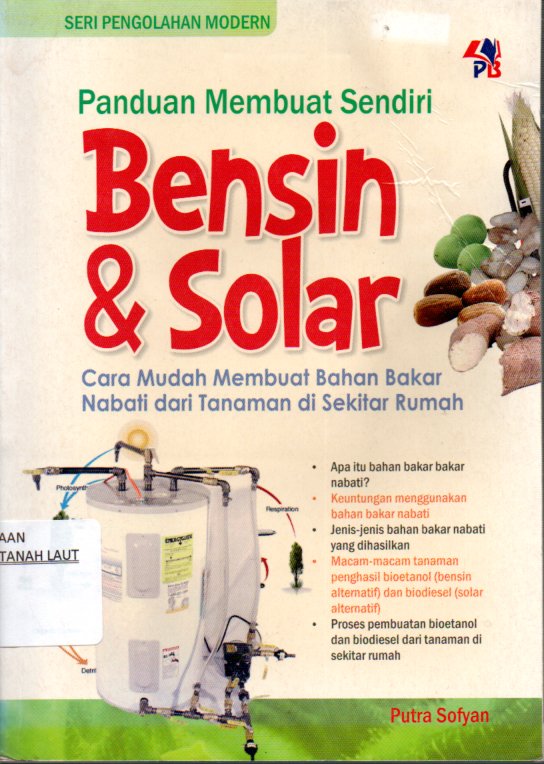 SERI PENGOLAHAN MODERN
PB
Panduan Membuat Sendiri
Bensin
& Solar
Cara Mudah Membuat Bahan Bakar
Nabati dari Tanaman di Sekitar Rumah
• Apa itu bahan bakar bakar
nabati?
• Keuntungan menggunakan
bahan bakar nabati
• Jenis-jenis bahan bakar nabati
yang dihasilkan
• Macam-macam tanaman
penghasil bioetanol (bensin
alternatif) dan biodiesel (solar
alternatif)
• Proses pembuatan bioetanol
dan biodiesel dari tanaman di
sekitar rumah
Respiration
AAN
TANAH LAUT
Putra Sofyan